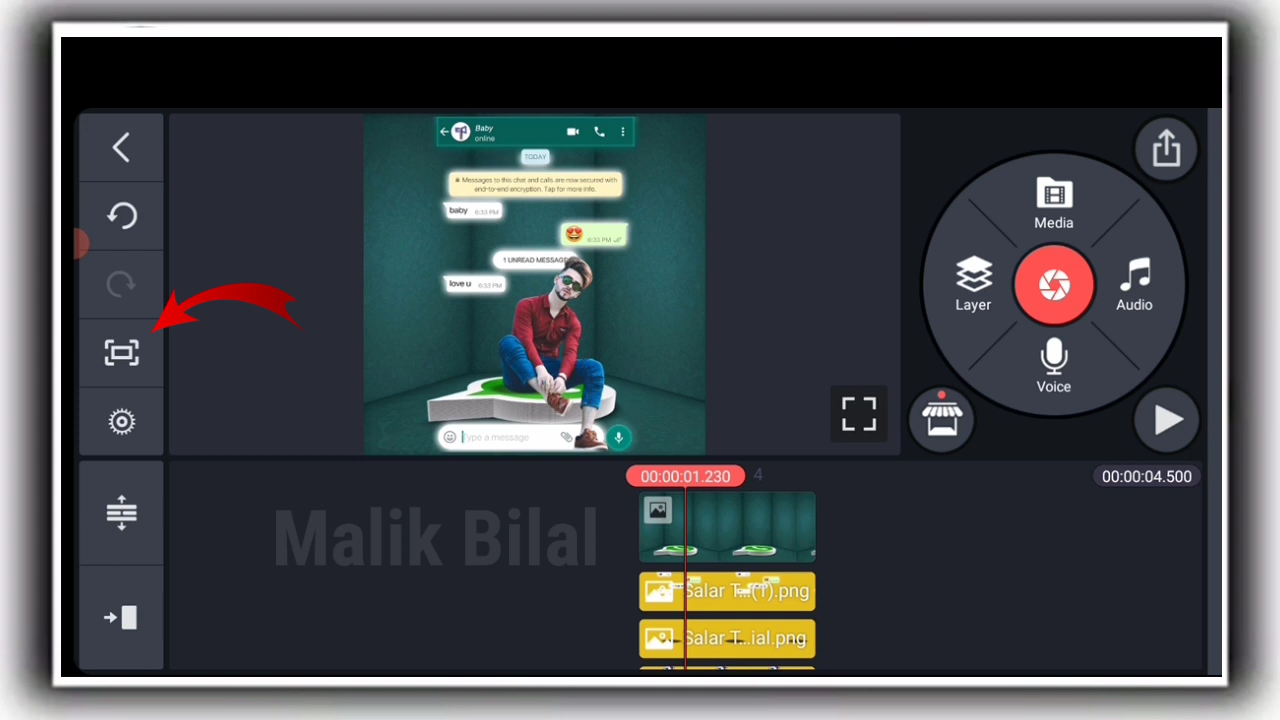 Baby
online
TODAY
Messages to this chat and calls are now secured with
end-to-end encryption. Tap for more info.
baby 6:33 PM
6:33 PM
1 UNREAD MESSAGE
love u 6:33 PM
Type a message
Media
Layer
Audio
Voice
00:00:01.230
4
00:00:04.500
Malik Bilal
Salar T...(1).png
Salar T...ial.png